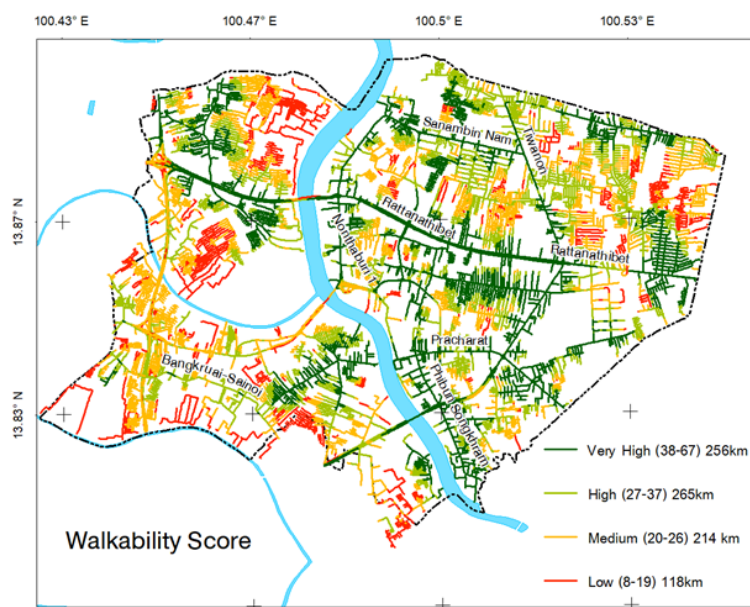 100.43° E
100.47° E
100.5° E
100.53° E
13.87° N
13.83° N
Sanambin Nam
Tiwanon
Rattanathibet
Rattanathibet
Nonthaburi 1
Pracharat
Bangkruai-Sainoi
Phibun Songkhram
Walkability Score
Very High (38-67) 256km
High (27-37) 265km
Medium (20-26) 214 km
Low (8-19) 118km